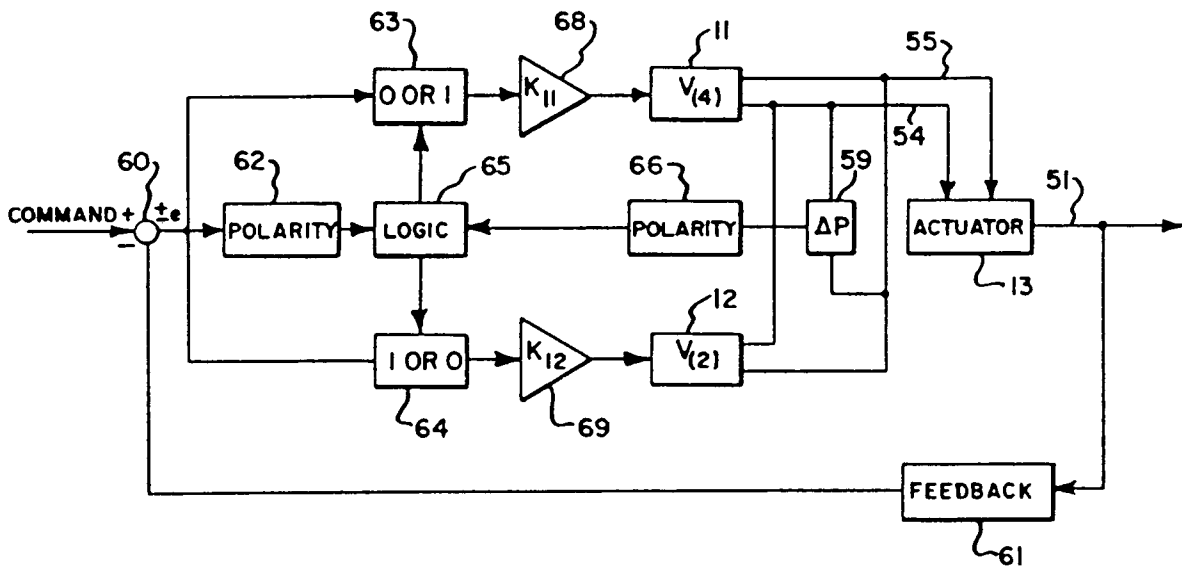 63
68
11
55
0 OR 1
K11
V(4)
54
60
62
65
66
59
51
COMMAND +
±e
−
POLARITY
LOGIC
POLARITY
ΔP
ACTUATOR
13
12
1 OR 0
K12
V(2)
64
69
FEEDBACK
61